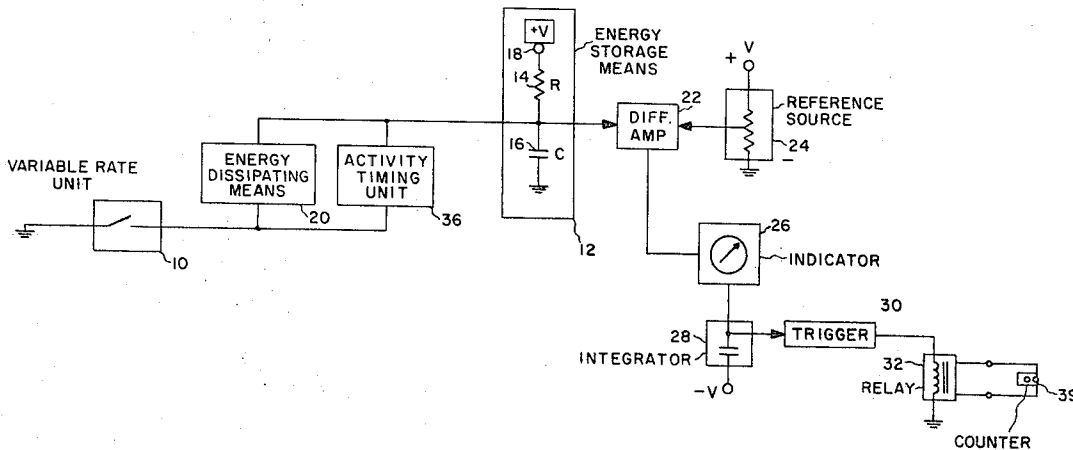 +V
18
14
R
ENERGY
STORAGE
MEANS
16
C
12
VARIABLE RATE
UNIT
10
ENERGY
DISSIPATING
MEANS
20
ACTIVITY
TIMING
UNIT
36
22
DIFF.
AMP
+ V
REFERENCE
SOURCE
24
-
26
INDICATOR
28
INTEGRATOR
-V
30
TRIGGER
32
RELAY
39
COUNTER